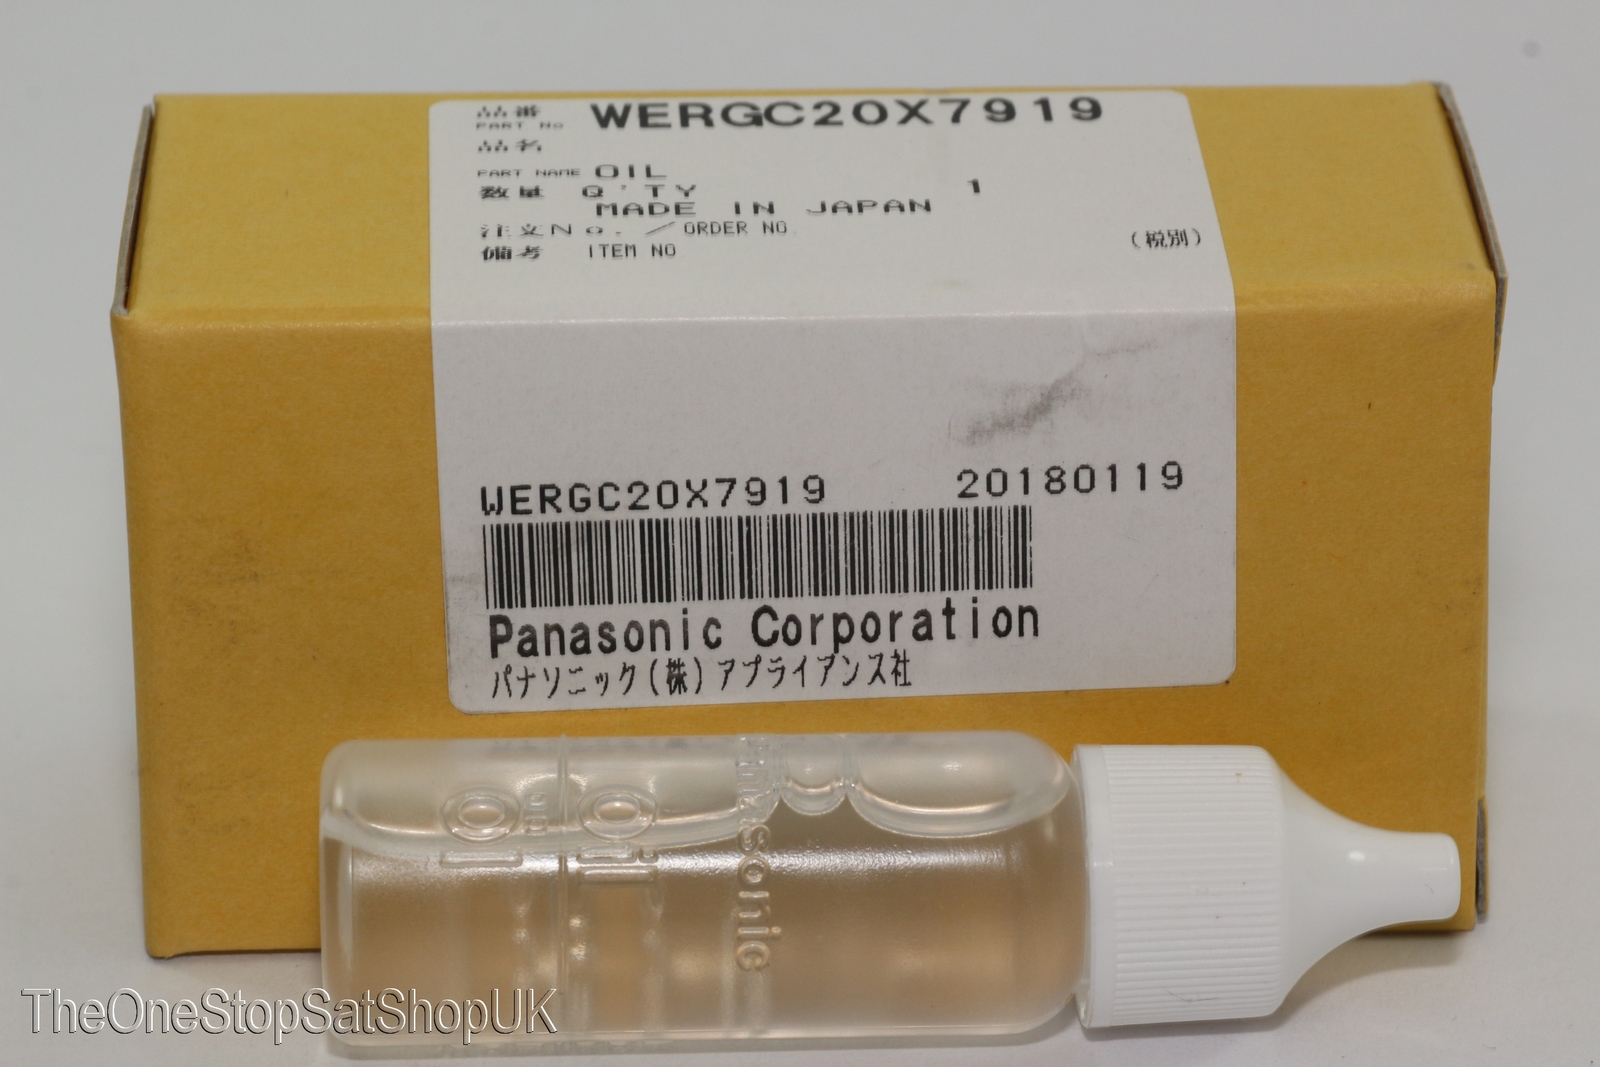 品番
PART No WERGC20X7919
品名
PART NAME OIL
数量 Q'TY 1
MADE IN JAPAN
注文No./ORDER NO.
備考 ITEM NO
(税別)
WERGC20X7919 20180119
Panasonic Corporation
パナソニック(株)アプライアンス社
Oil
Panasonic
TheOneStopSatShopUK